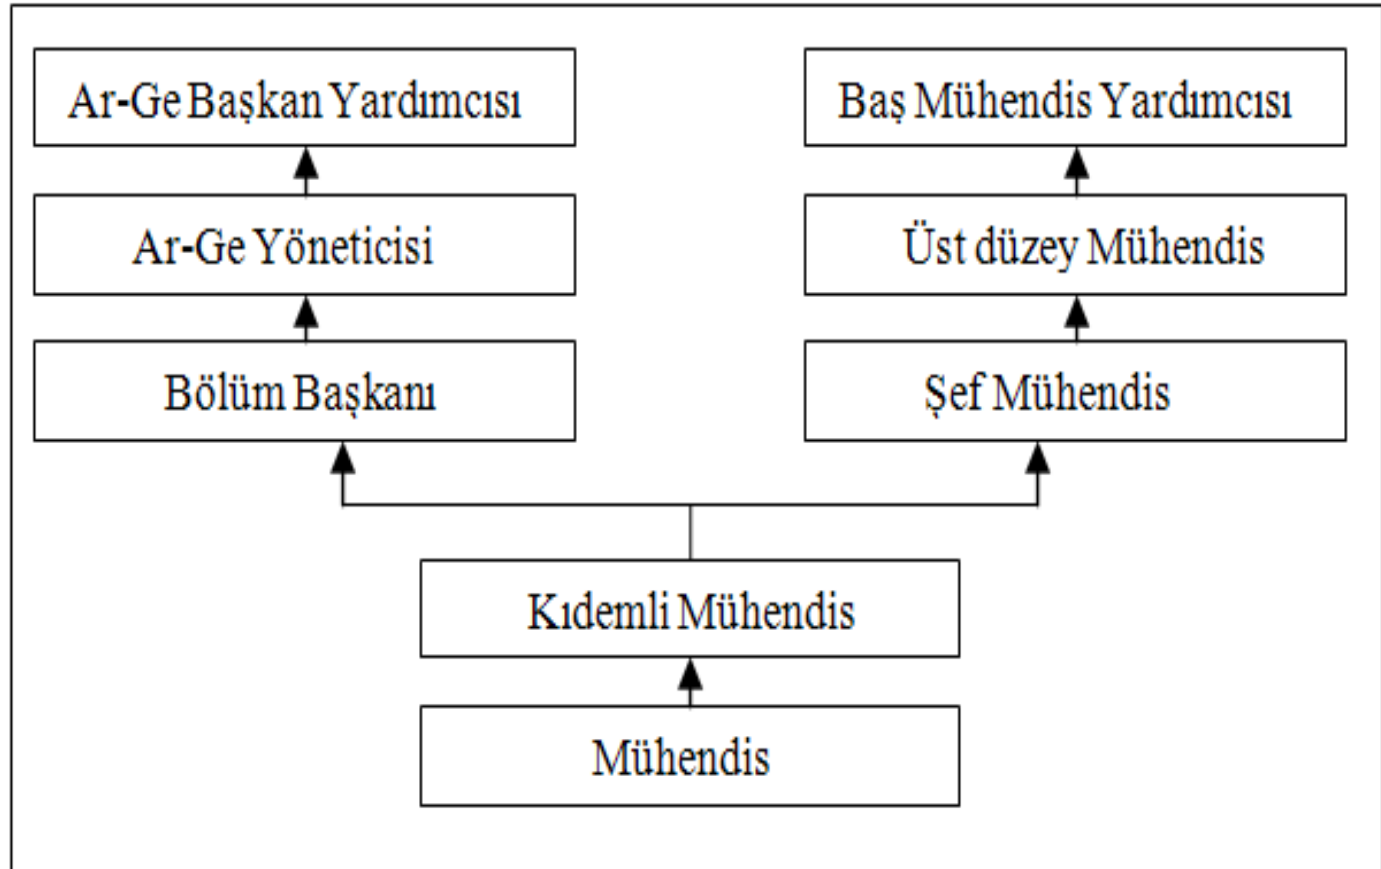 Ar-Ge Başkan Yardımcısı
Baş Mühendis Yardımcısı
Ar-Ge Yöneticisi
Üst düzey Mühendis
Bölüm Başkanı
Şef Mühendis
Kıdemli Mühendis
Mühendis